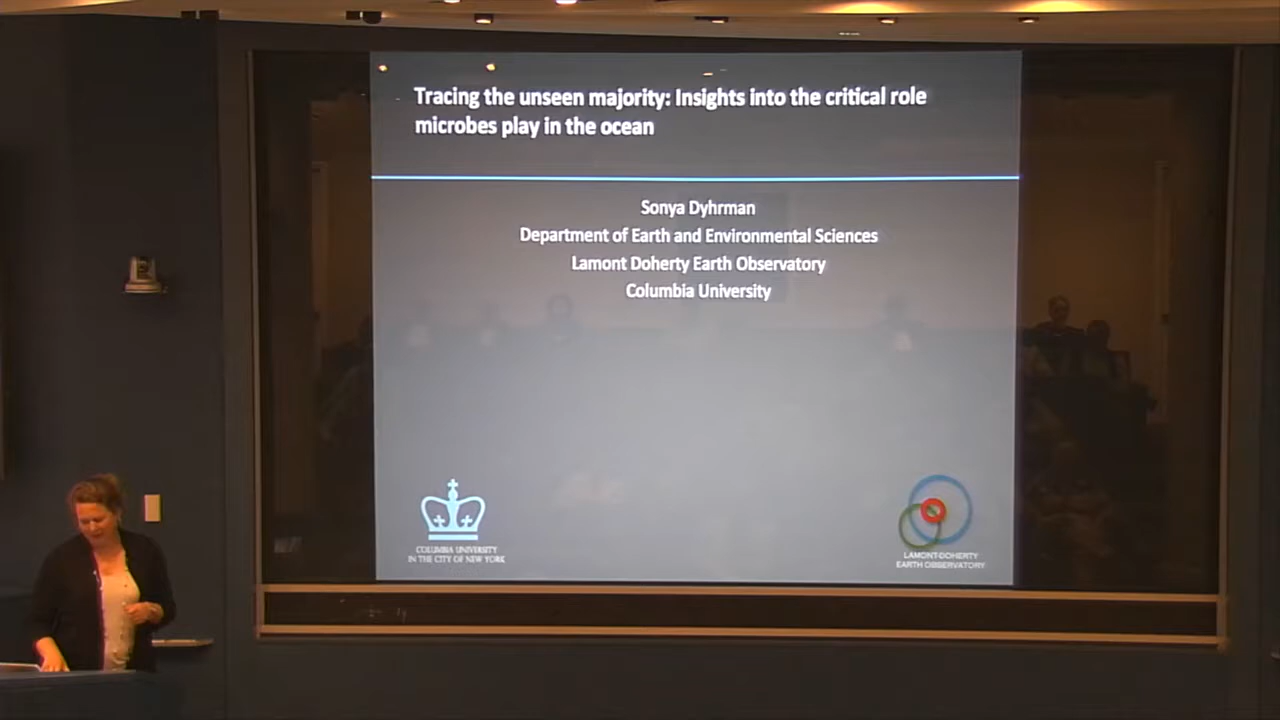 Tracing the unseen majority: Insights into the critical role
microbes play in the ocean
Sonya Dyhrman
Department of Earth and Environmental Sciences
Lamont Doherty Earth Observatory
Columbia University
COLUMBIA UNIVERSITY
IN THE CITY OF NEW YORK
LAMONT-DOHERTY
EARTH OBSERVATORY